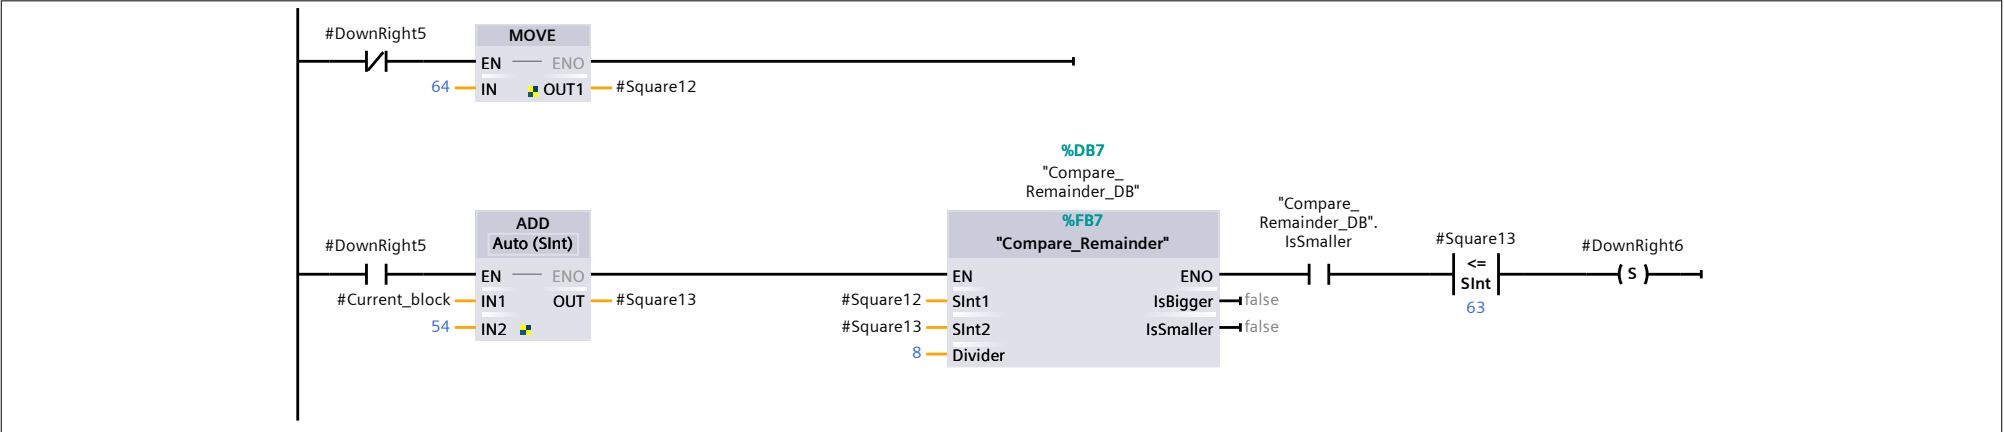 #DownRight5
MOVE
EN
ENO
64
IN
OUT1
#Square12
%DB7
"Compare_
Remainder_DB"
#DownRight5
ADD
Auto (SInt)
EN
ENO
#Current_block
IN1
OUT
#Square13
54
IN2
%FB7
"Compare_Remainder"
EN
ENO
#Square12
SInt1
IsBigger
false
#Square13
SInt2
IsSmaller
false
8
Divider
"Compare_
Remainder_DB".
IsSmaller
#Square13
<=
SInt
63
#DownRight6
S